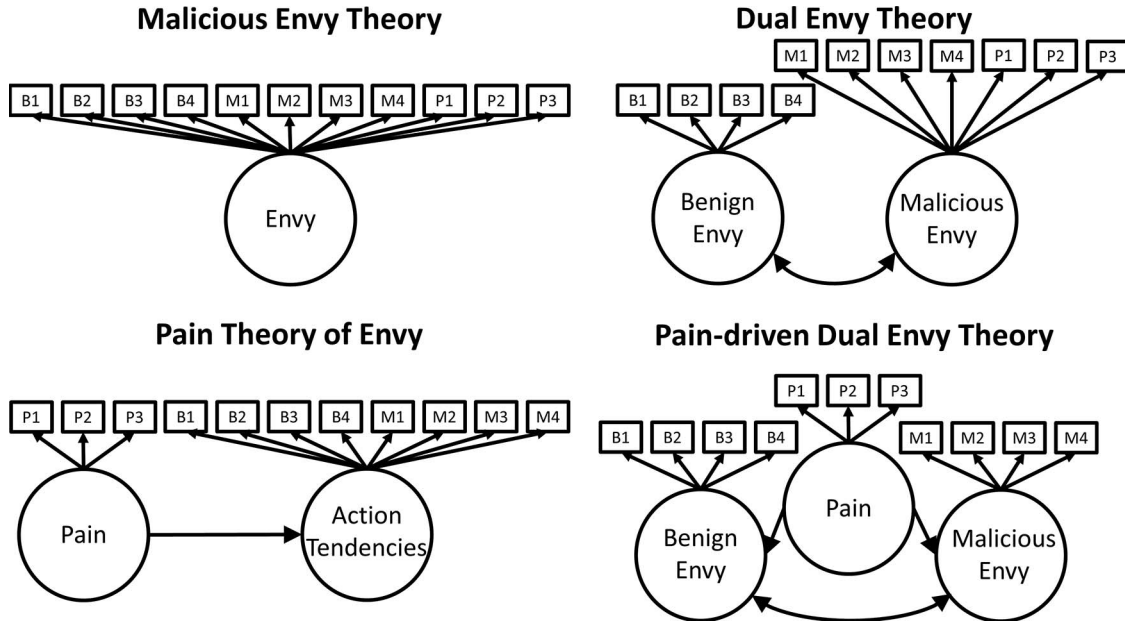 Malicious Envy Theory
B1 B2 B3 B4 M1 M2 M3 M4 P1 P2 P3
Envy
Dual Envy Theory
M1 M2 M3 M4 P1 P2 P3
B1 B2 B3 B4
Benign
Envy
Malicious
Envy
Pain Theory of Envy
P1 P2 P3 B1 B2 B3 B4 M1 M2 M3 M4
Pain
Action
Tendencies
Pain-driven Dual Envy Theory
P1 P2 P3
B1 B2 B3 B4
M1 M2 M3 M4
Benign
Envy
Pain
Malicious
Envy